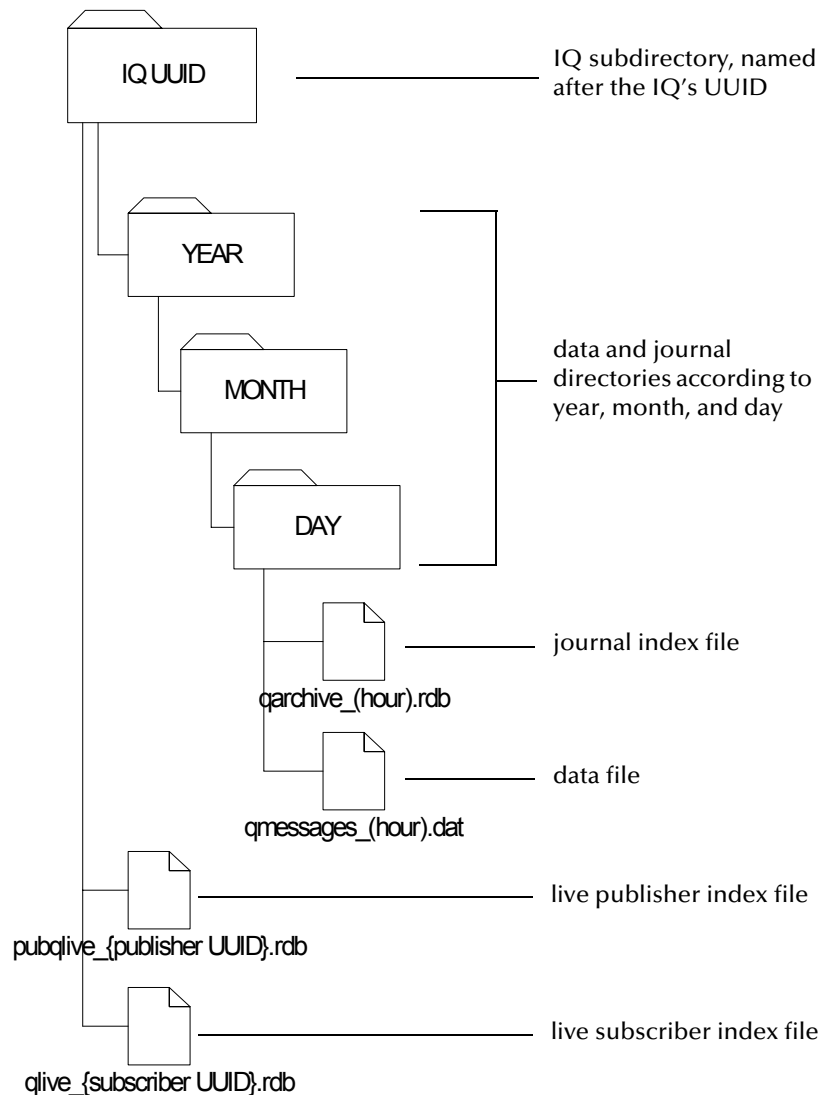 IQ UUID
IQ subdirectory, named
after the IQ's UUID
YEAR
MONTH
DAY
data and journal
directories according to
year, month, and day
journal index file
qarchive_(hour).rdb
data file
qmessages_(hour).dat
live publisher index file
pubqlive_{publisher UUID}.rdb
live subscriber index file
qlive_{subscriber UUID}.rdb